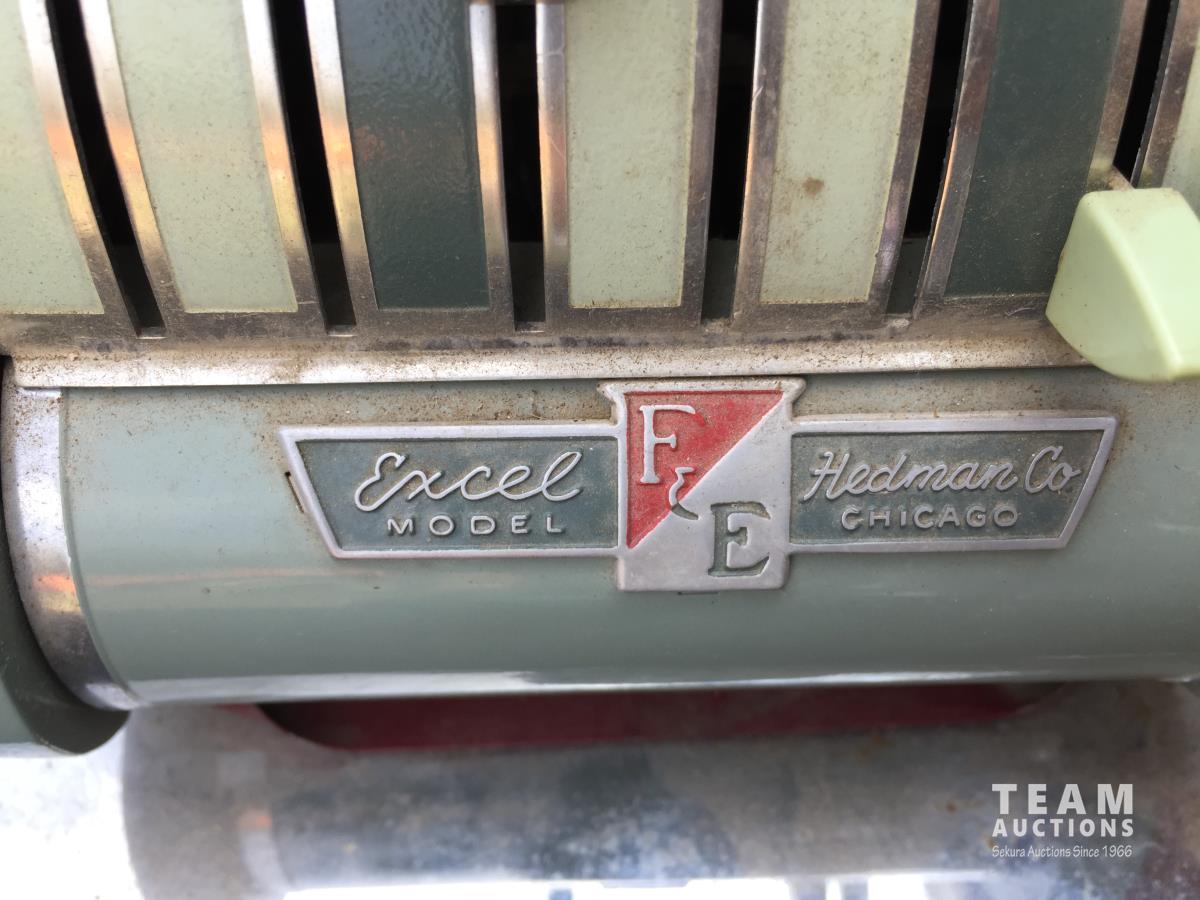 Excel
MODEL
F
&
E
Hedman Co
CHICAGO
TEAM
AUCTIONS
Sekura Auctions Since 1966